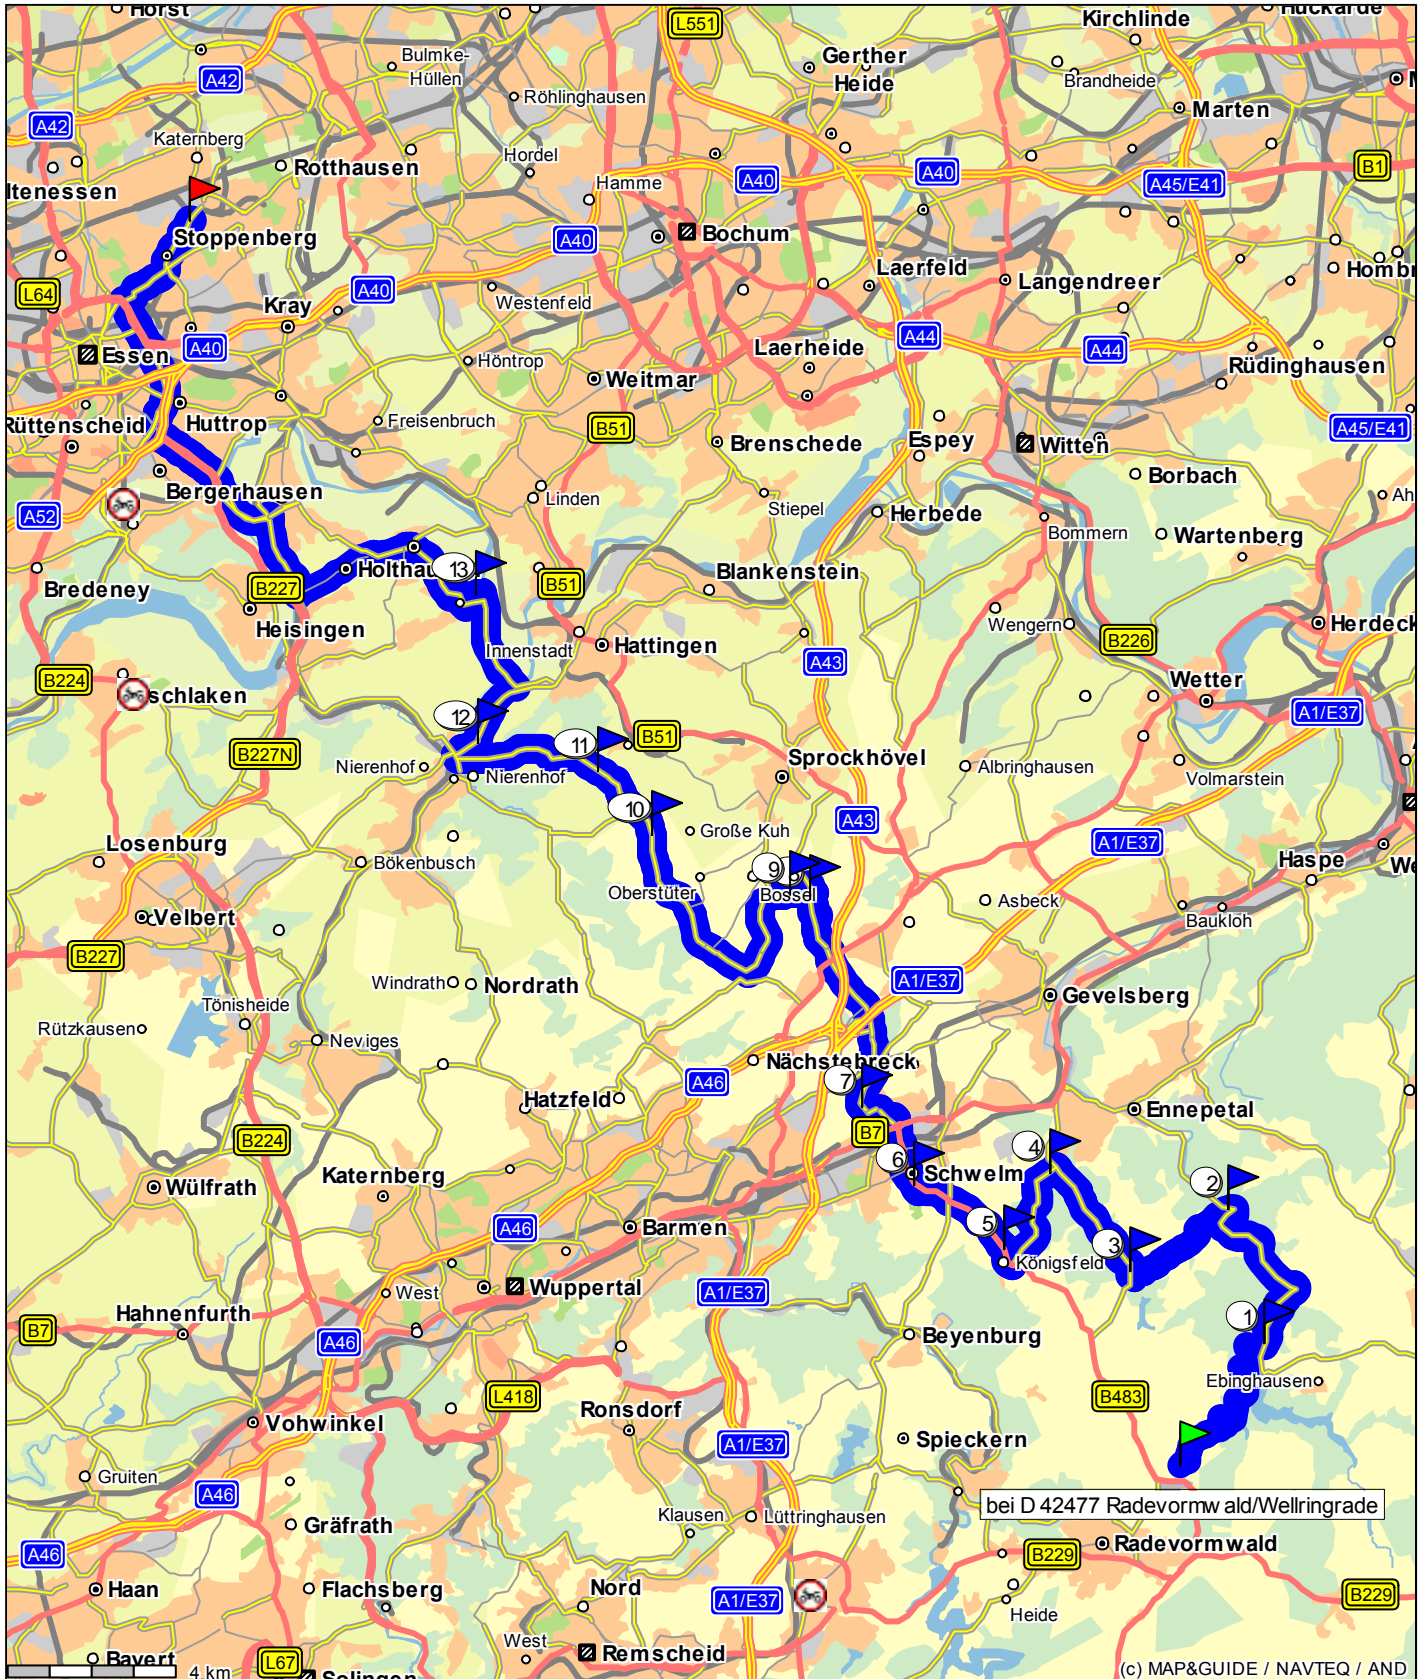 Horst
L551
Kirchlinde
Huckarde
Bulmke-
Hüllen
Gerther
Heide
Brandheide
A42
Röhlinghausen
Marten
A42
Katernberg
Rotthausen
Hordel
Hamme
A40
A40
A45/E41
B1
ltenessen
Stoppenberg
A40
Bochum
Laerfeld
Langendreer
Hombr
L64
Kray
A40
Westenfeld
A44
A44
Essen
A40
Höntrop
Laerheide
Rüdinghausen
Weitmar
Rüttenscheid
Huttrop
Freisenbruch
B51
Brenschede
Espey
Witten
A45/E41
Bergerhausen
Linden
Stiepel
Borbach
Ah
A52
Herbede
Bommern
Wartenberg
Bredeney
B227
Holthau
13
B51
Blankenstein
Heisingen
Wengern
B226
Herdeck
Innenstadt
Hattingen
A43
B224
schlaken
Wetter
12
A1/E37
B227N
11
B51
Nierenhof
Nierenhof
Sprockhövel
Albringhausen
Volmarstein
10
Große Kuh
A43
A1/E37
Losenburg
Bökenbusch
Haspe
We
9
Oberstüter
Bossel
Asbeck
Baukloh
Velbert
B227
Windrath
Nordrath
A1/E37
Gevelsberg
Tönisheide
Rützkausen
Neviges
Nächstebreck
7
A46
Hatzfeld
Ennepetal
B224
B7
4
6
Schwelm
2
Wülfrath
Katernberg
A46
Barmen
5
3
Königsfeld
Wuppertal
A1/E37
West
1
Hahnenfurth
B7
A46
Beyenburg
Ebinghausen
L418
B483
Vohwinkel
Ronsdorf
A1/E37
Spieckern
Gruiten
A46
bei D 42477 Radevormwald/Wellringrade
Klausen
Lüttringhausen
Gräfrath
Radevormwald
A46
B229
Haan
Flachsberg
Nord
A1/E37
B229
Heide
West
Remscheid
Bavert
L67
4 km
Solingen
(c) MAP&GUIDE / NAVTEQ / AND